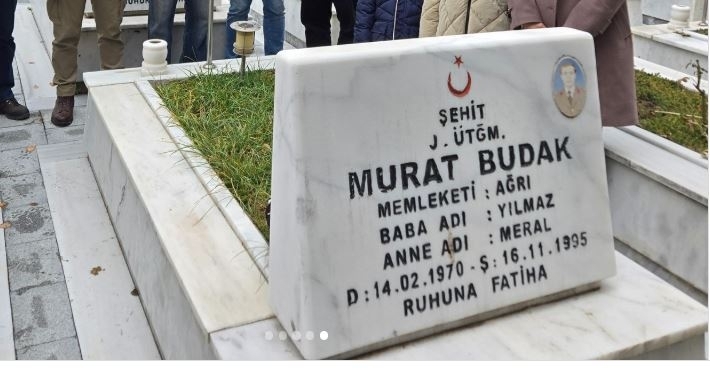 ŞEHİT
J. ÜTĞM.
MURAT BUDAK
MEMLEKETİ : AĞRI
BABA ADI : YILMAZ
ANNE ADI : MERAL
D : 14.02.1970 - Ş : 16.11.1995
RUHUNA FATİHA